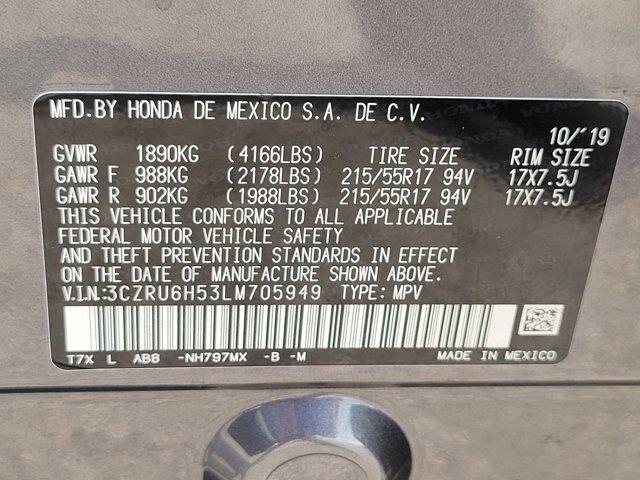 MFD. BY HONDA DE MEXICO S.A. DE C.V.
10/'19
GVWR 1890KG (4166LBS) TIRE SIZE RIM SIZE
GAWR F 988KG (2178LBS) 215/55R17 94V 17X7.5J
GAWR R 902KG (1988LBS) 215/55R17 94V 17X7.5J
THIS VEHICLE CONFORMS TO ALL APPLICABLE
FEDERAL MOTOR VEHICLE SAFETY
AND THEFT PREVENTION STANDARDS IN EFFECT
ON THE DATE OF MANUFACTURE SHOWN ABOVE.
V.I.N.:3CZRU6H53LM705949 TYPE: MPV
T7X L AB8 -NH797MX -B -M
MADE IN MEXICO